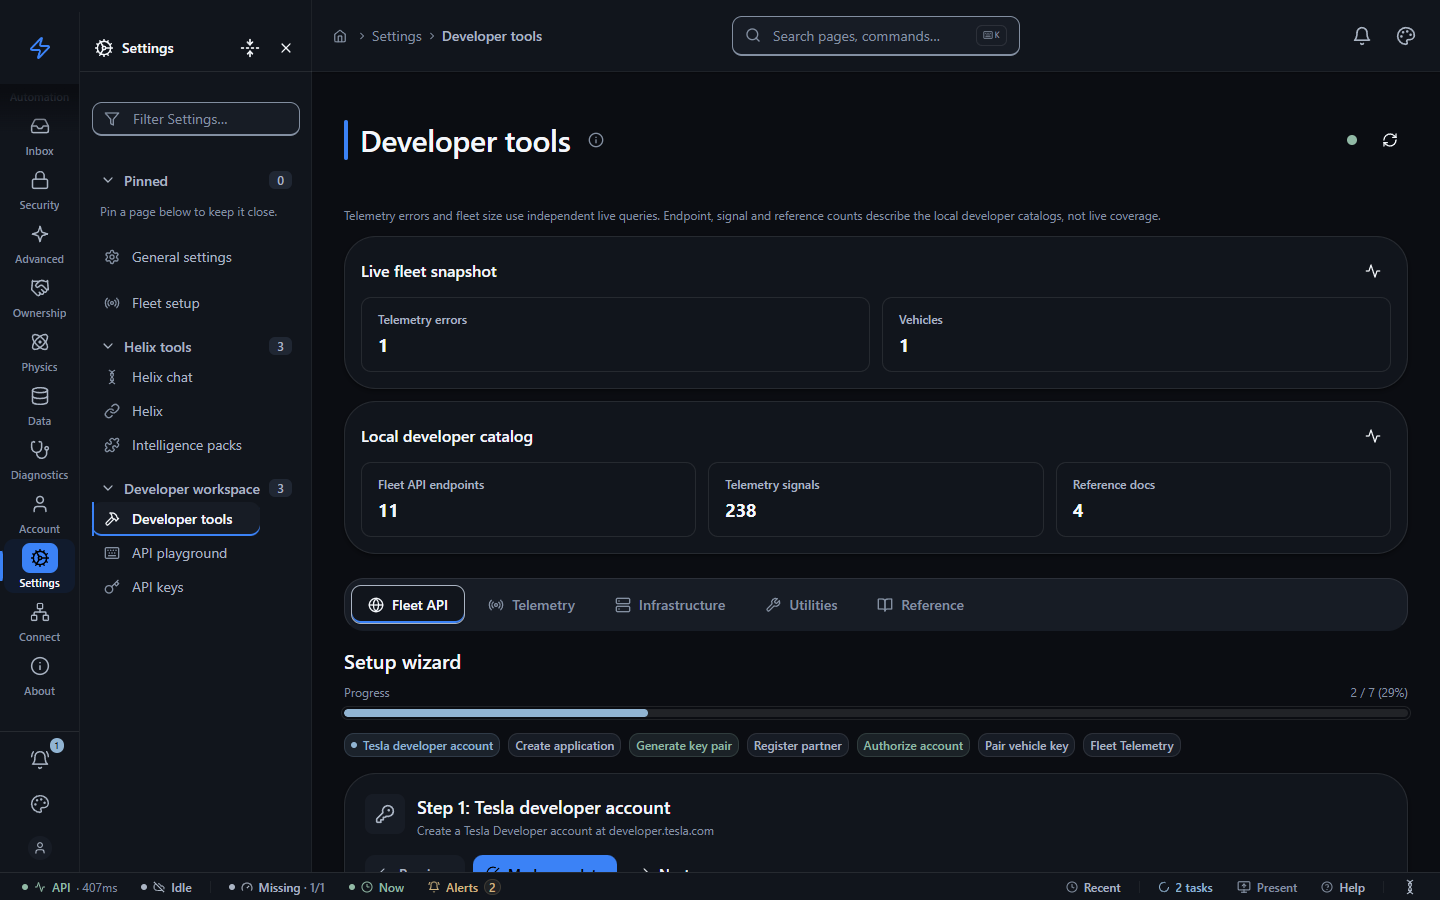 Settings
Settings
Developer tools
Search pages, commands...
K
Automation
Inbox
Security
Advanced
Ownership
Physics
Data
Diagnostics
Account
Settings
Connect
About
1
Filter Settings...
Pinned
0
Pin a page below to keep it close.
General settings
Fleet setup
Helix tools
3
Helix chat
Helix
Intelligence packs
Developer workspace
3
Developer tools
API playground
API keys
Developer tools
Telemetry errors and fleet size use independent live queries. Endpoint, signal and reference counts describe the local developer catalogs, not live coverage.
Live fleet snapshot
Telemetry errors
1
Vehicles
1
Local developer catalog
Fleet API endpoints
11
Telemetry signals
238
Reference docs
4
Fleet API
Telemetry
Infrastructure
Utilities
Reference
Setup wizard
Progress
2 / 7 (29%)
Tesla developer account
Create application
Generate key pair
Register partner
Authorize account
Pair vehicle key
Fleet Telemetry
Step 1: Tesla developer account
Create a Tesla Developer account at developer.tesla.com
API · 407ms
Idle
Missing · 1/1
Now
Alerts 2
Recent
2 tasks
Present
Help